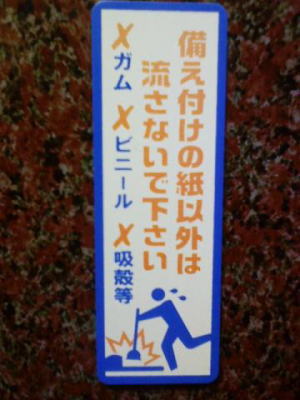 備え付けの紙以外は
流さないで下さい
✗ガム ✗ビニール ✗吸殻等